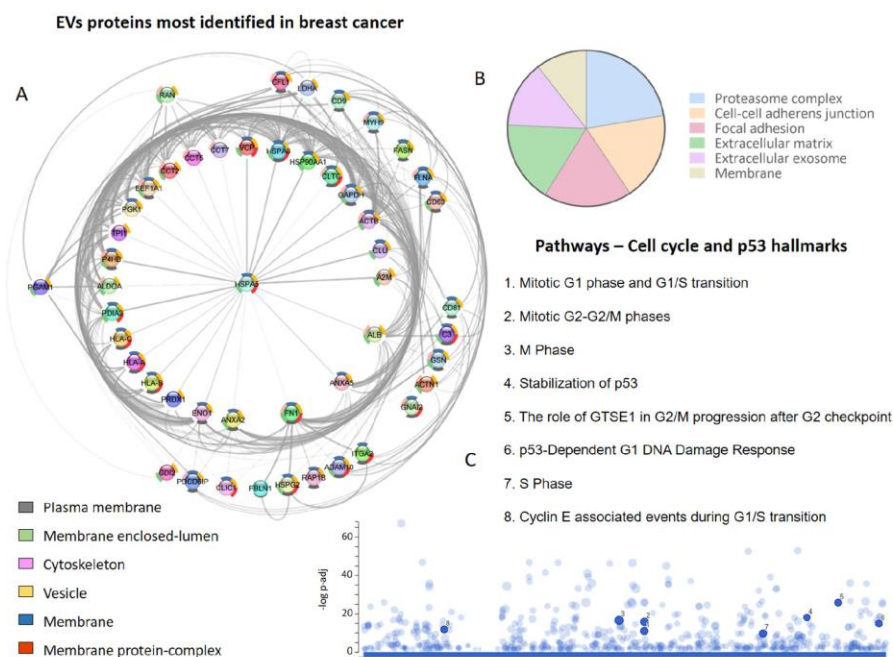 EVs proteins most identified in breast cancer
A
CFL1
LDHA
RAN
CD9
MYH9
VCP
CCT7
HSPA8
FASN
CCT5
HSP90AA1
CCT2
CLTC
FLNA
EEF1A1
GAPDH
CD63
PGK1
ACTB
TPI1
CLU
P4HB
A2M
PGAM1
ALDOA
HSPA5
CD81
PDIA3
C3
ALB
HLA-C
GSN
HLA-A
ANXA5
ACTN1
HLA-B
PRDX1
GNAI2
ENO1
ANXA2
FN1
ITGA2
ADAM10
GDI2
PDCD6IP
RAP1B
CLIC1
FBLN1
HSPG2
Plasma membrane
Membrane enclosed-lumen
Cytoskeleton
Vesicle
Membrane
Membrane protein-complex
B
Proteasome complex
Cell-cell adherens junction
Focal adhesion
Extracellular matrix
Extracellular exosome
Membrane
Pathways – Cell cycle and p53 hallmarks
1. Mitotic G1 phase and G1/S transition
2. Mitotic G2-G2/M phases
3. M Phase
4. Stabilization of p53
5. The role of GTSE1 in G2/M progression after G2 checkpoint
6. p53-Dependent G1 DNA Damage Response
7. S Phase
8. Cyclin E associated events during G1/S transition
C
-log p-adj
60
40
20
0
8
3
2
7
4
5